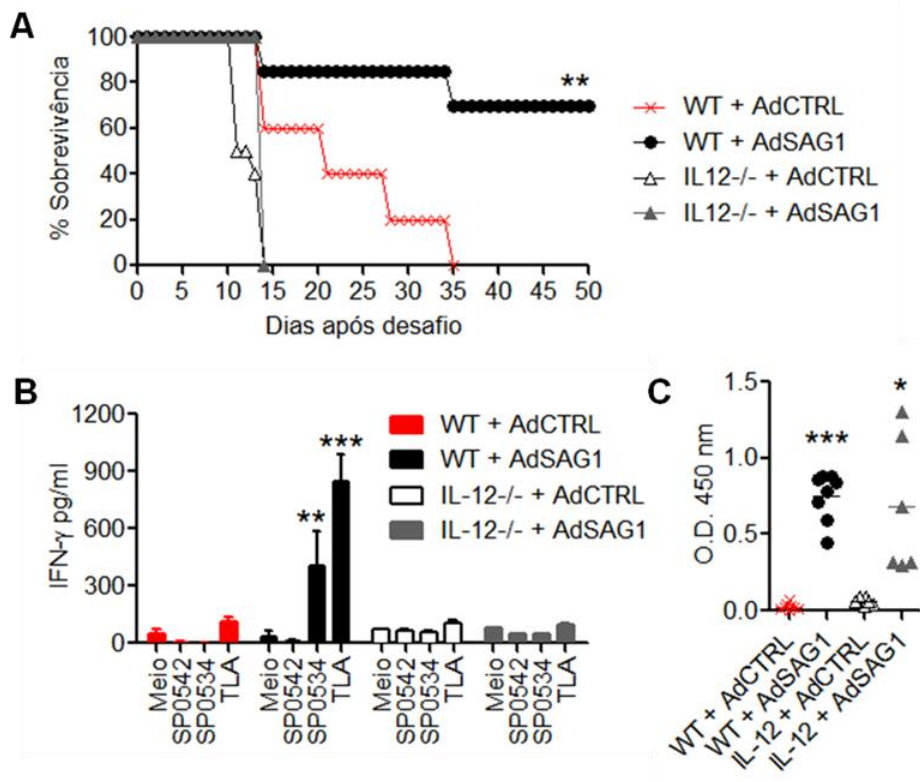 A
% Sobrevivência
100
80
60
40
20
0
0 5 10 15 20 25 30 35 40 45 50
Dias após desafio
**
WT + AdCTRL
WT + AdSAG1
IL12-/- + AdCTRL
IL12-/- + AdSAG1
B
IFN-γ pg/ml
1200
900
600
300
0
**
***
WT + AdCTRL
WT + AdSAG1
IL-12-/- + AdCTRL
IL-12-/- + AdSAG1
Meio SP0542 SP0534 TLA Meio SP0542 SP0534 TLA Meio SP0542 SP0534 TLA Meio SP0542 SP0534 TLA
C
O.D. 450 nm
1.5
1.0
0.5
0.0
***
*
WT + AdCTRL
WT + AdSAG1
IL-12 + AdCTRL
IL-12 + AdSAG1